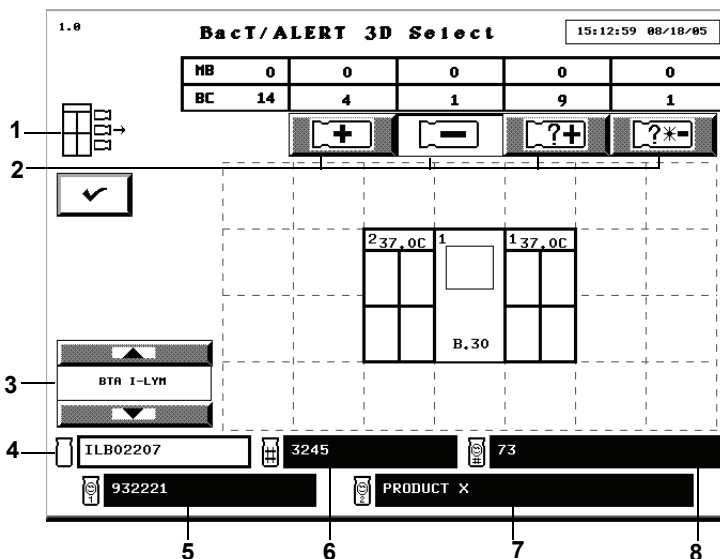 1.0 BacT/ALERT 3D Select 15:12:59 08/18/05
MB 0 0 0 0 0
BC 14 4 1 9 1
1
+ − ?+ ?*-
2
2 37.0C 1 1 37.0C
B.30
3 BTA I-LYM
4 ILB02207 # 3245 # 73
1 932221 2 PRODUCT X
5 6 7 8